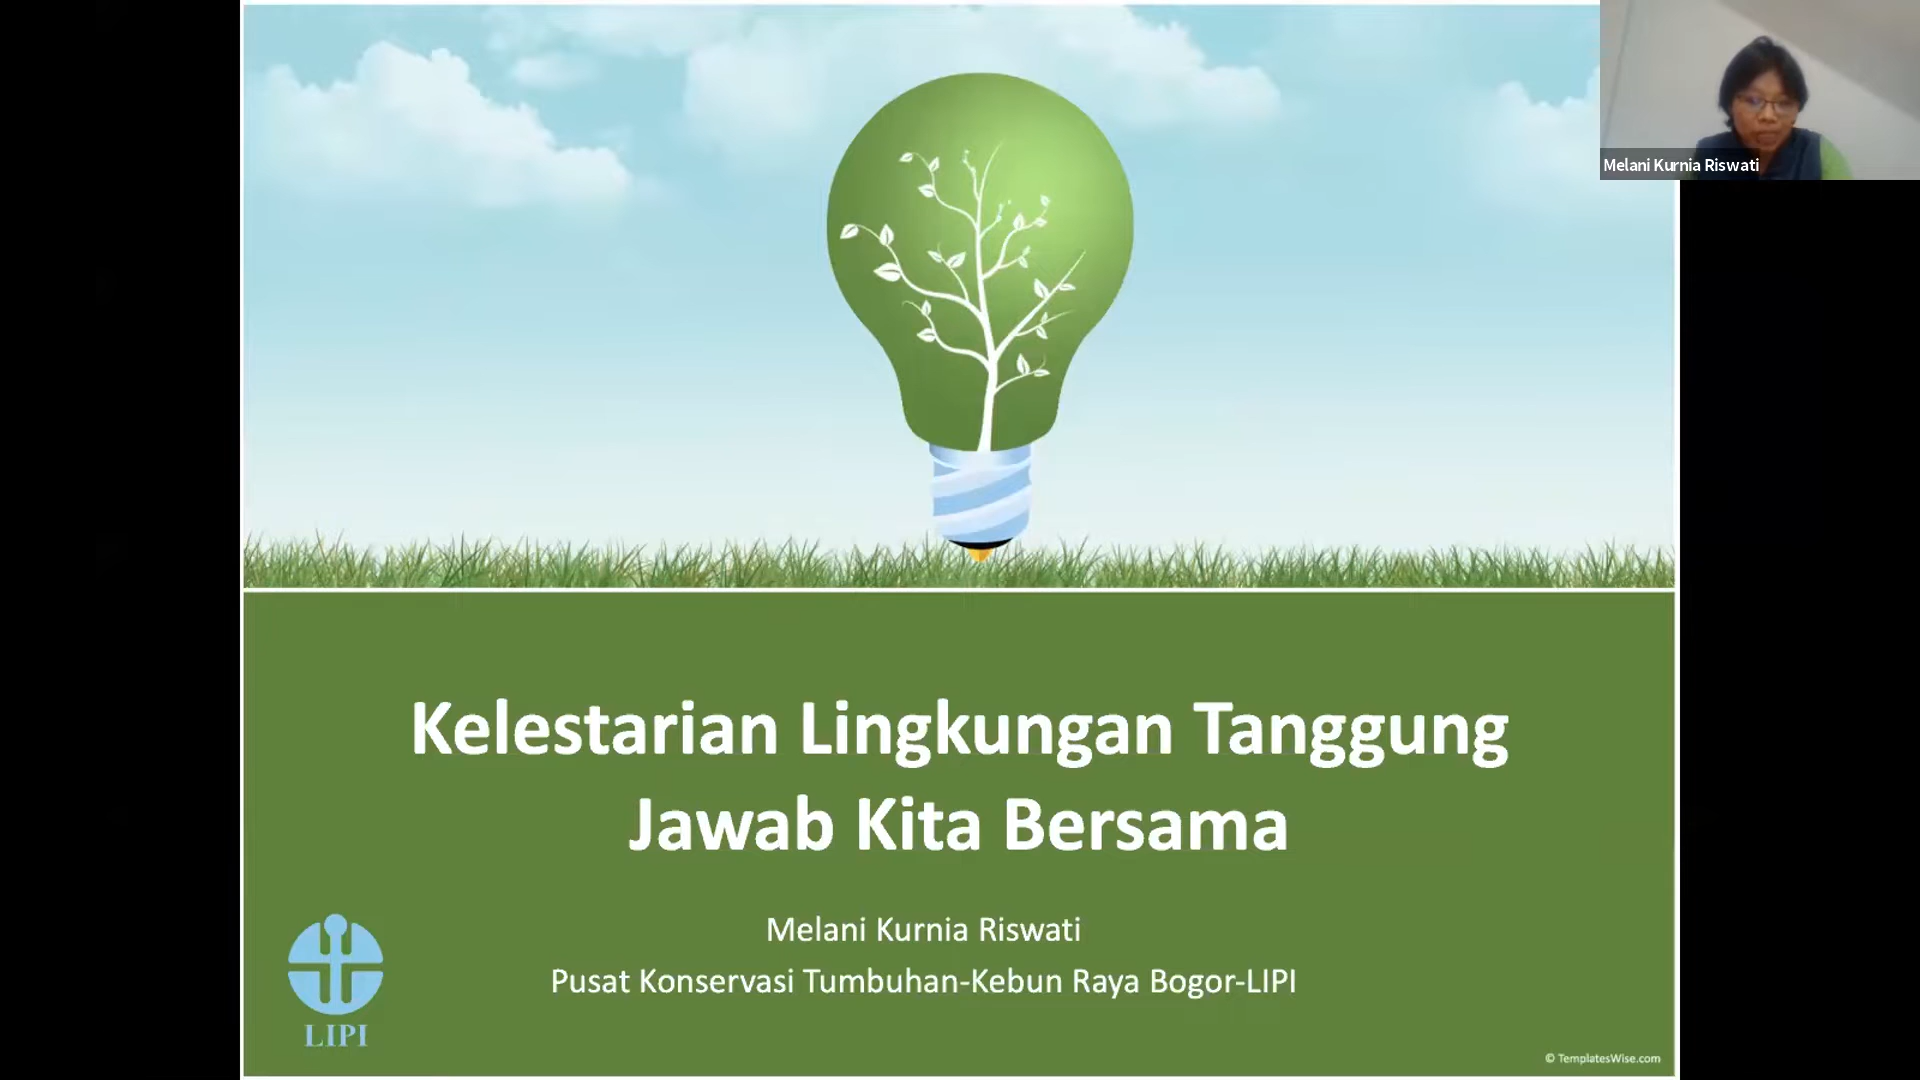 Melani Kurnia Riswati
Kelestarian Lingkungan Tanggung
Jawab Kita Bersama
Melani Kurnia Riswati
Pusat Konservasi Tumbuhan-Kebun Raya Bogor-LIPI
LIPI
© TemplatesWise.com